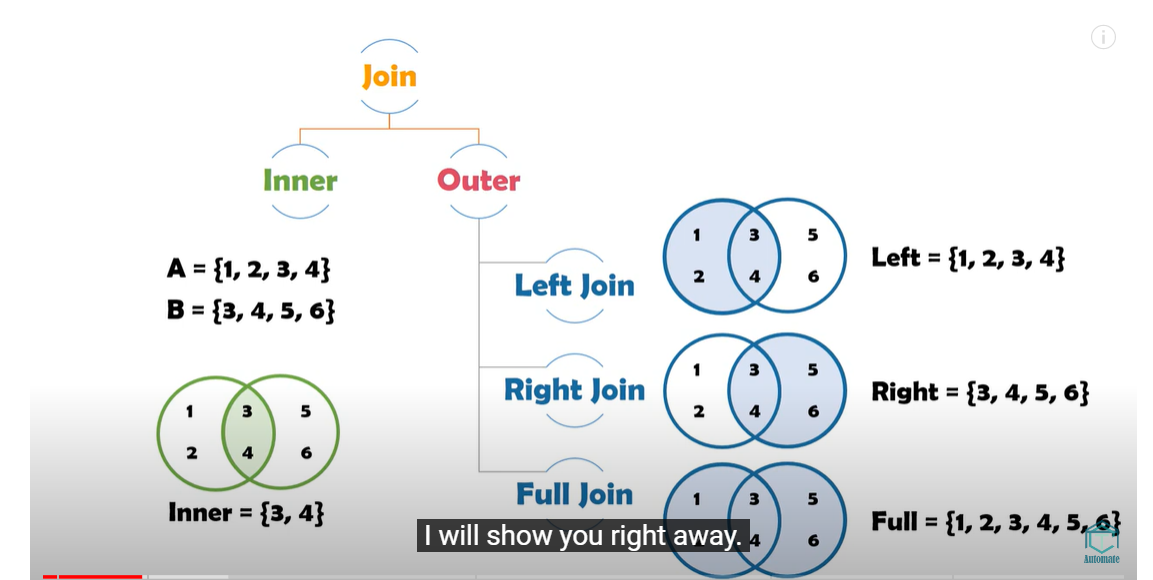 Join
Inner
Outer
A = {1, 2, 3, 4}
B = {3, 4, 5, 6}
1 3 5
2 4 6
Inner = {3, 4}
Left Join
1 3 5
2 4 6
Left = {1, 2, 3, 4}
Right Join
1 3 5
2 4 6
Right = {3, 4, 5, 6}
Full Join
1 3 5
4 6
Full = {1, 2, 3, 4, 5, 6}
I will show you right away.
Automate
i